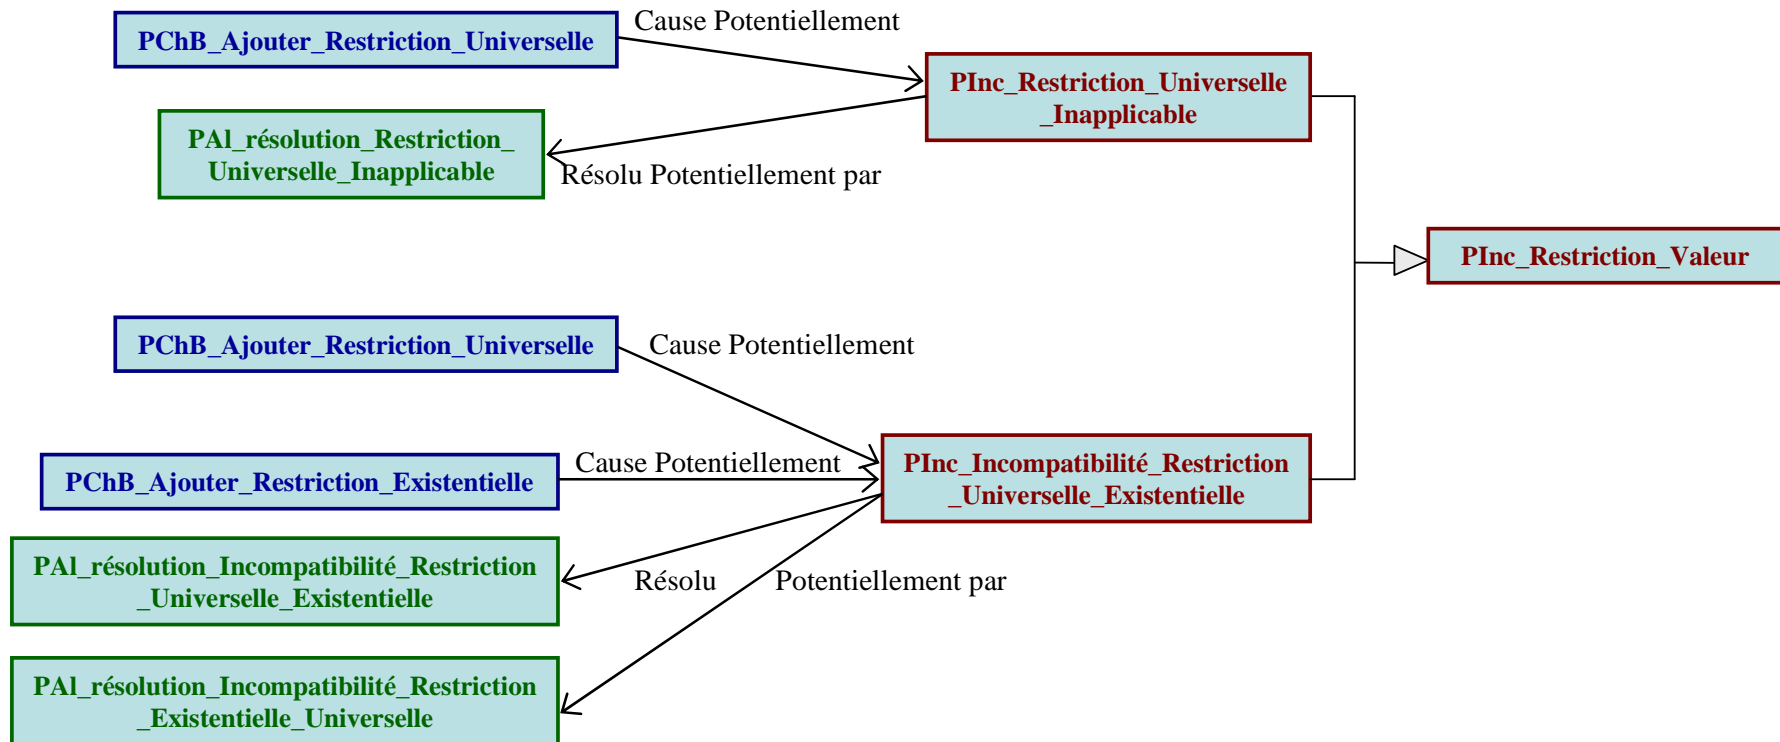 Cause Potentiellement
PChB_Ajouter_Restriction_Universelle
PInc_Restriction_Universelle
_Inapplicable
PAl_résolution_Restriction_
Universelle_Inapplicable
Résolu Potentiellement par
PInc_Restriction_Valeur
PChB_Ajouter_Restriction_Universelle
Cause Potentiellement
Cause Potentiellement
PChB_Ajouter_Restriction_Existentielle
PInc_Incompatibilité_Restriction
_Universelle_Existentielle
PAl_résolution_Incompatibilité_Restriction
_Universelle_Existentielle
Résolu Potentiellement par
PAl_résolution_Incompatibilité_Restriction
_Existentielle_Universelle